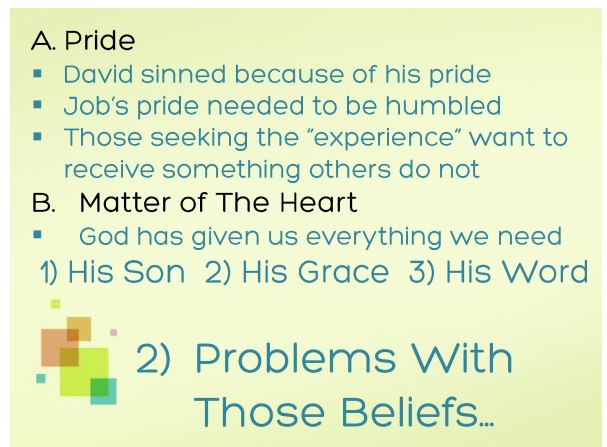 A. Pride
▪ David sinned because of his pride
▪ Job's pride needed to be humbled
▪ Those seeking the "experience" want to
receive something others do not
B. Matter of The Heart
▪ God has given us everything we need
1) His Son 2) His Grace 3) His Word
2) Problems With
Those Beliefs...